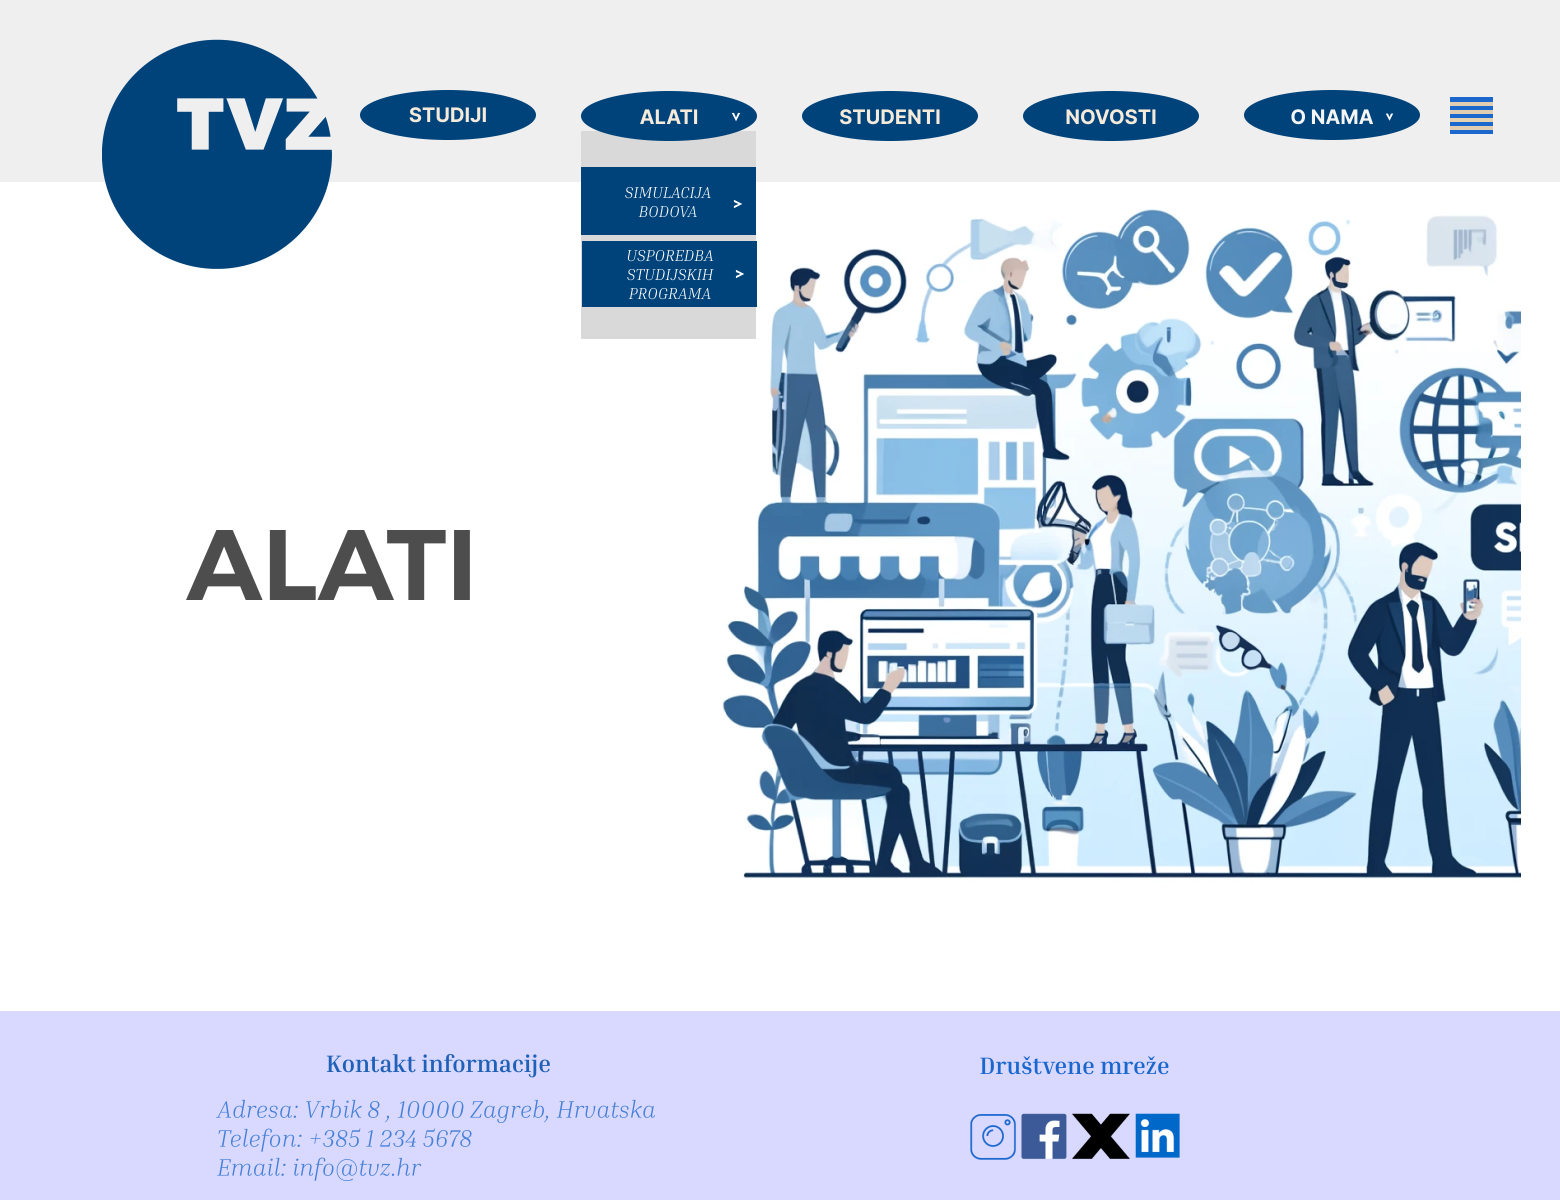 TVZ
STUDIJI
ALATI
STUDENTI
NOVOSTI
O NAMA
SIMULACIJA
BODOVA
>
USPOREDBA
STUDIJSKIH
PROGRAMA
>
ALATI
Kontakt informacije
Adresa: Vrbik 8 , 10000 Zagreb, Hrvatska
Telefon: +385 1 234 5678
Email: info@tvz.hr
Društvene mreže